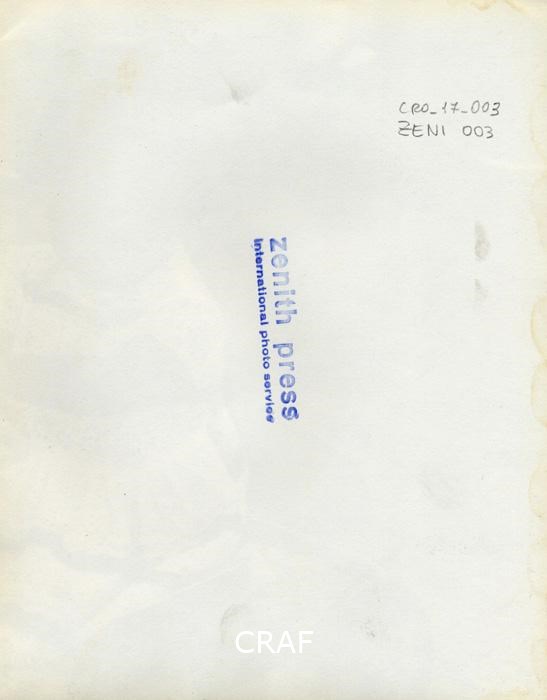 CRO_17_003
ZENI 003
zenith press
international photo service
CRAF